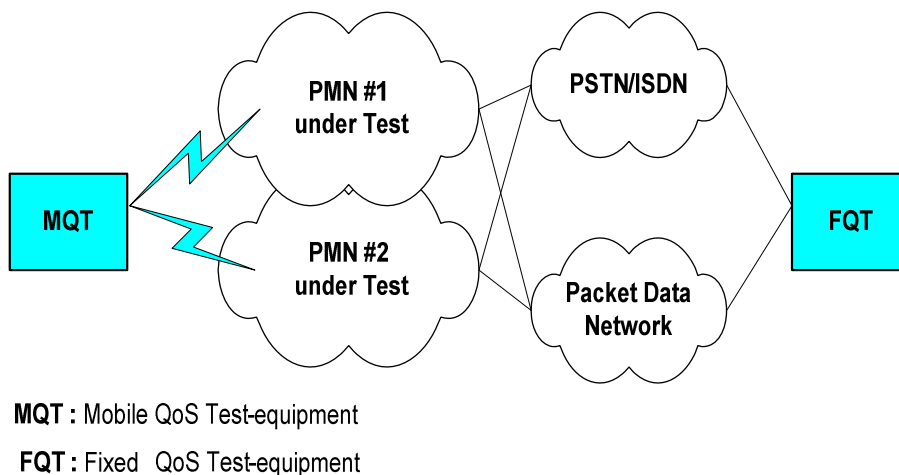 PMN #1
under Test
PSTN/ISDN
MQT
FQT
PMN #2
under Test
Packet Data
Network
MQT : Mobile QoS Test-equipment
FQT : Fixed QoS Test-equipment